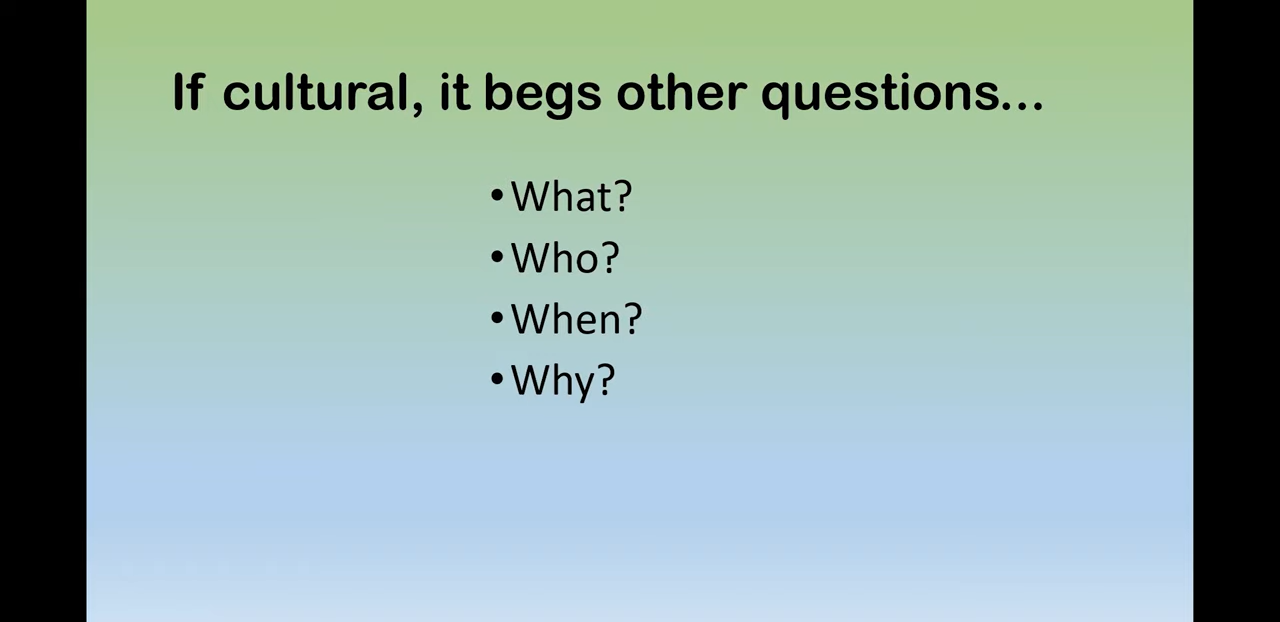 If cultural, it begs other questions...
•What?
•Who?
•When?
•Why?